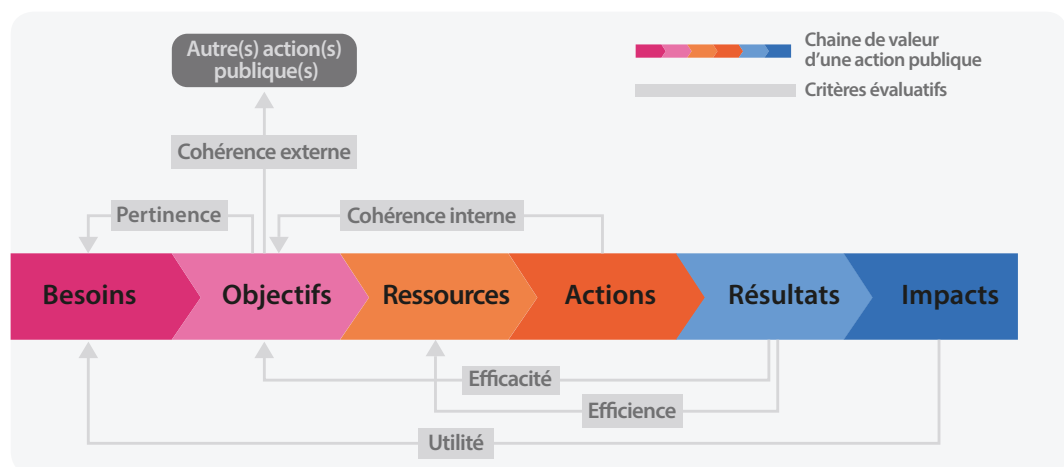 Autre(s) action(s)
publique(s)
Chaine de valeur
d'une action publique
Critères évaluatifs
Cohérence externe
Pertinence
Cohérence interne
Besoins
Objectifs
Ressources
Actions
Résultats
Impacts
Efficacité
Efficience
Utilité